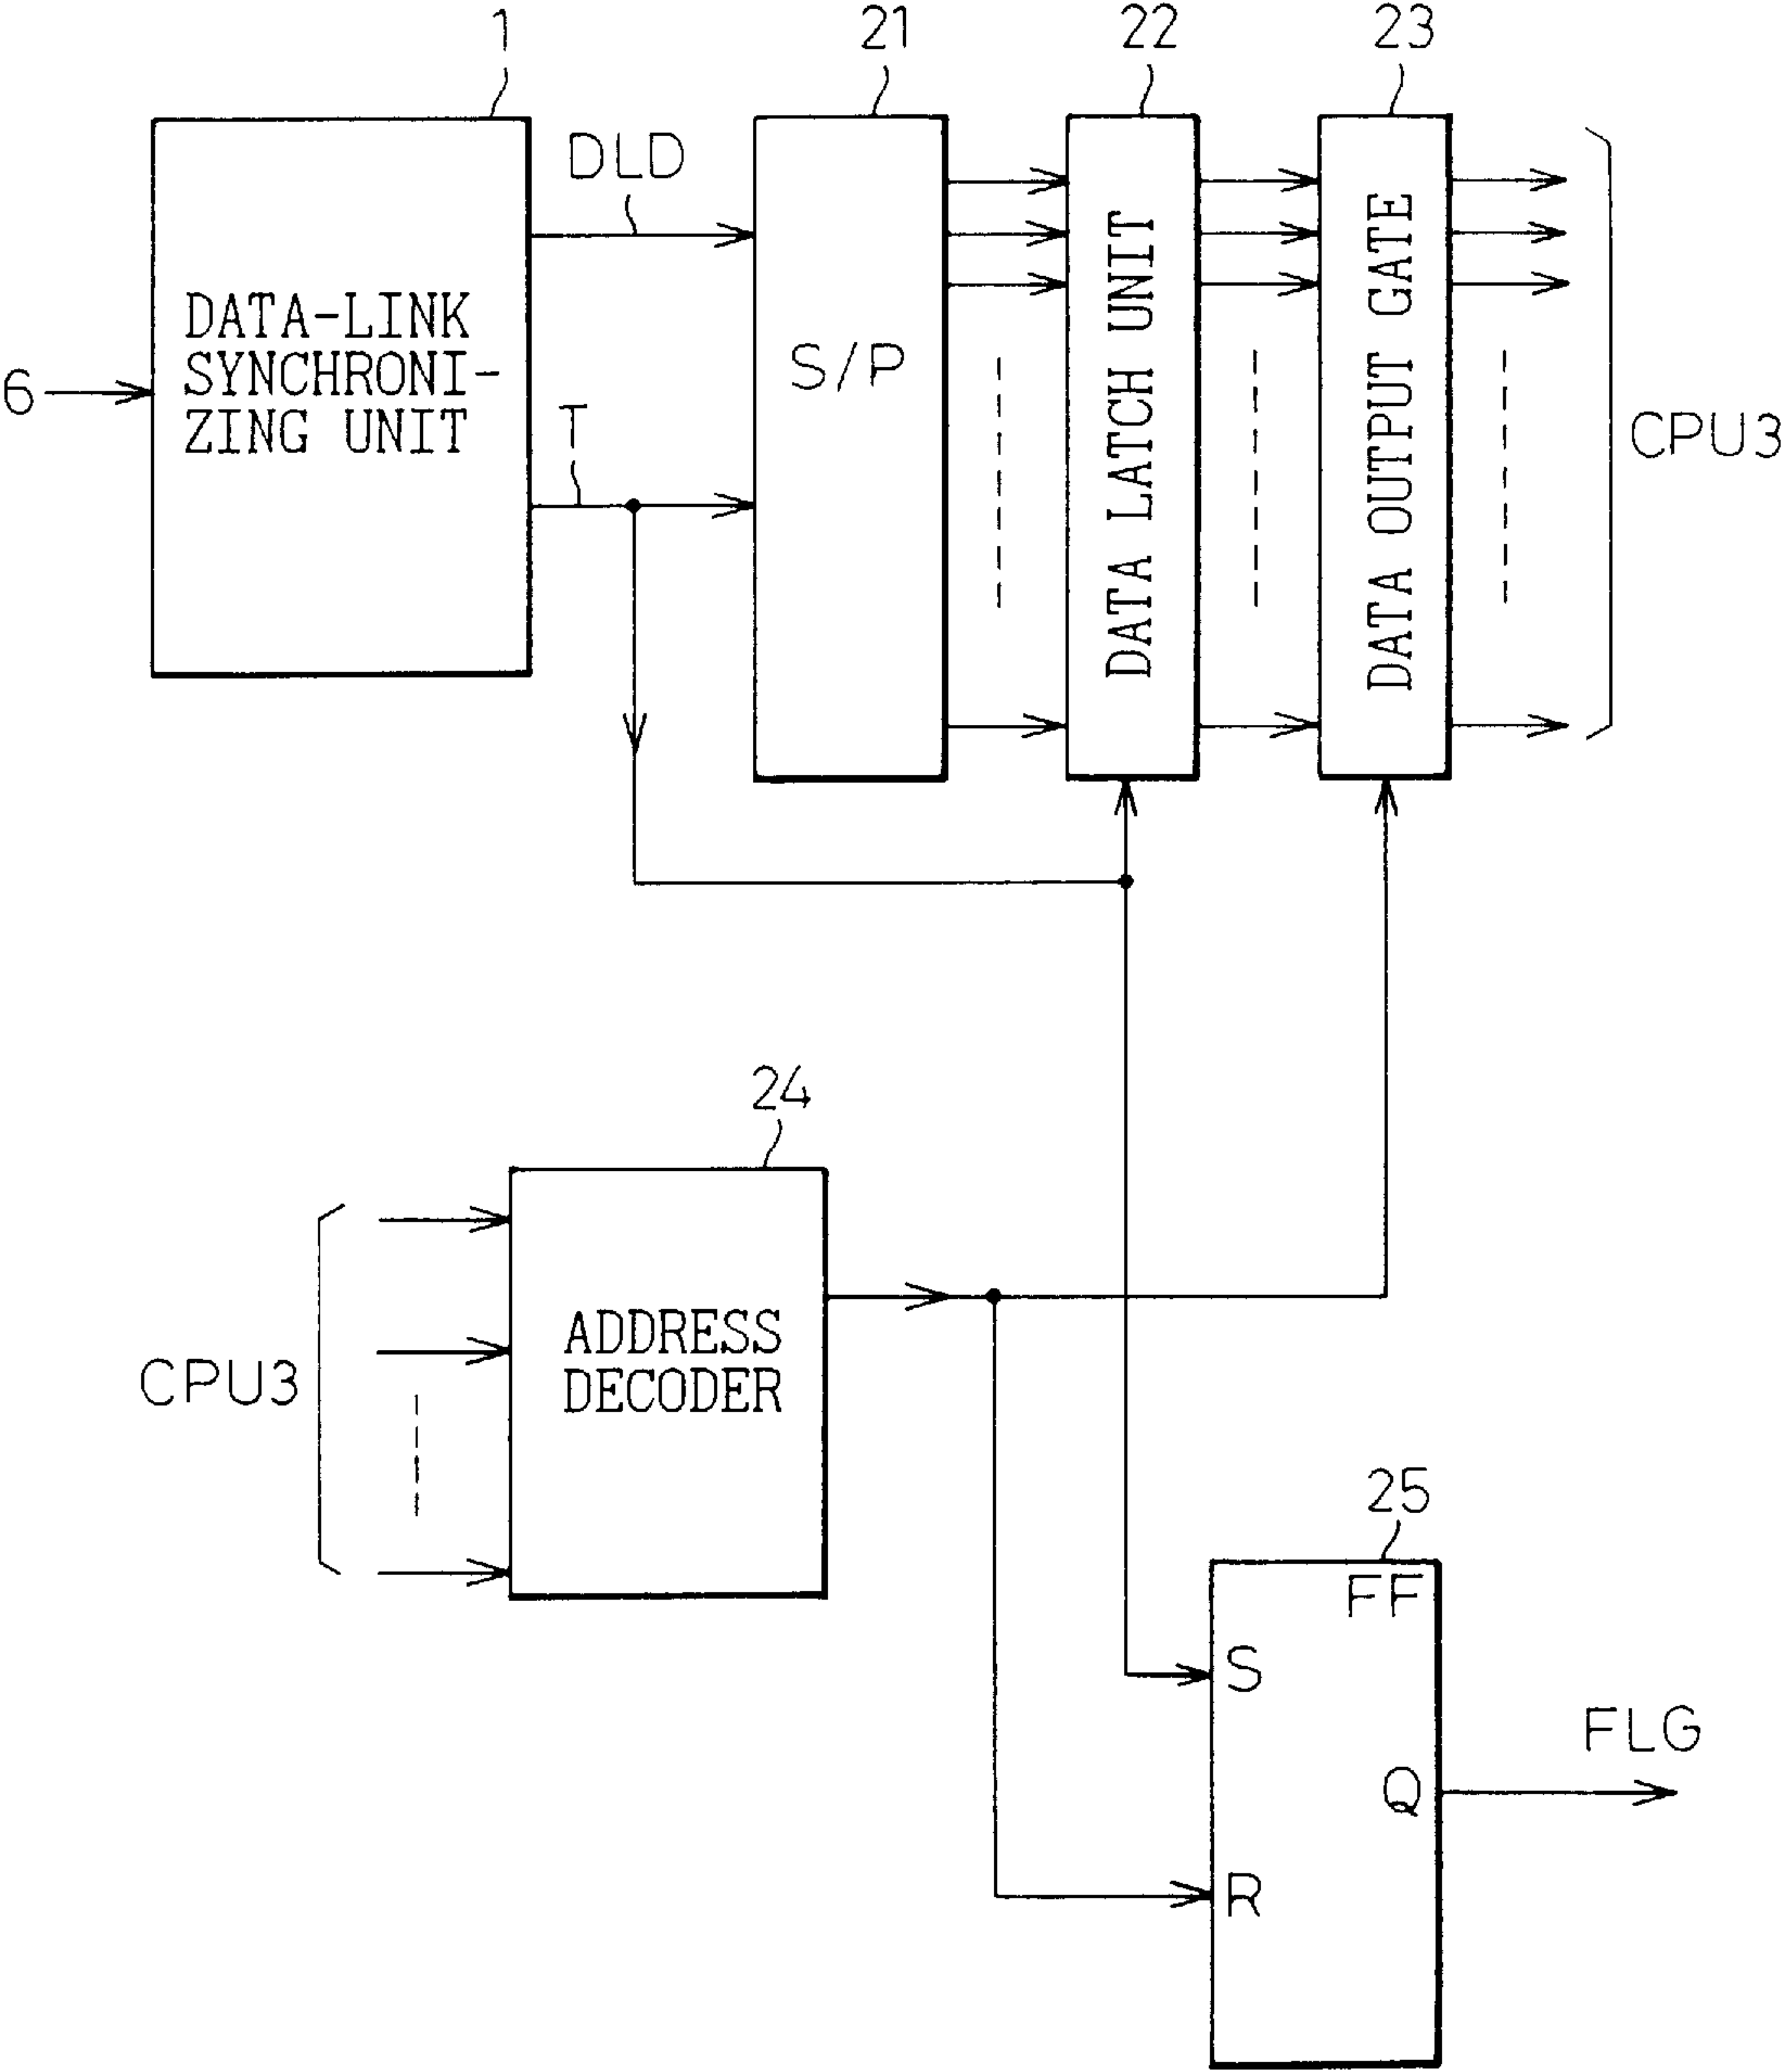 1
21
22
23
DLD
DATA-LINK
SYNCHRONI-
ZING UNIT
6
T
S/P
DATA LATCH UNIT
DATA OUTPUT GATE
CPU3
24
CPU3
ADDRESS
DECODER
25
FF
S
Q
R
FLG